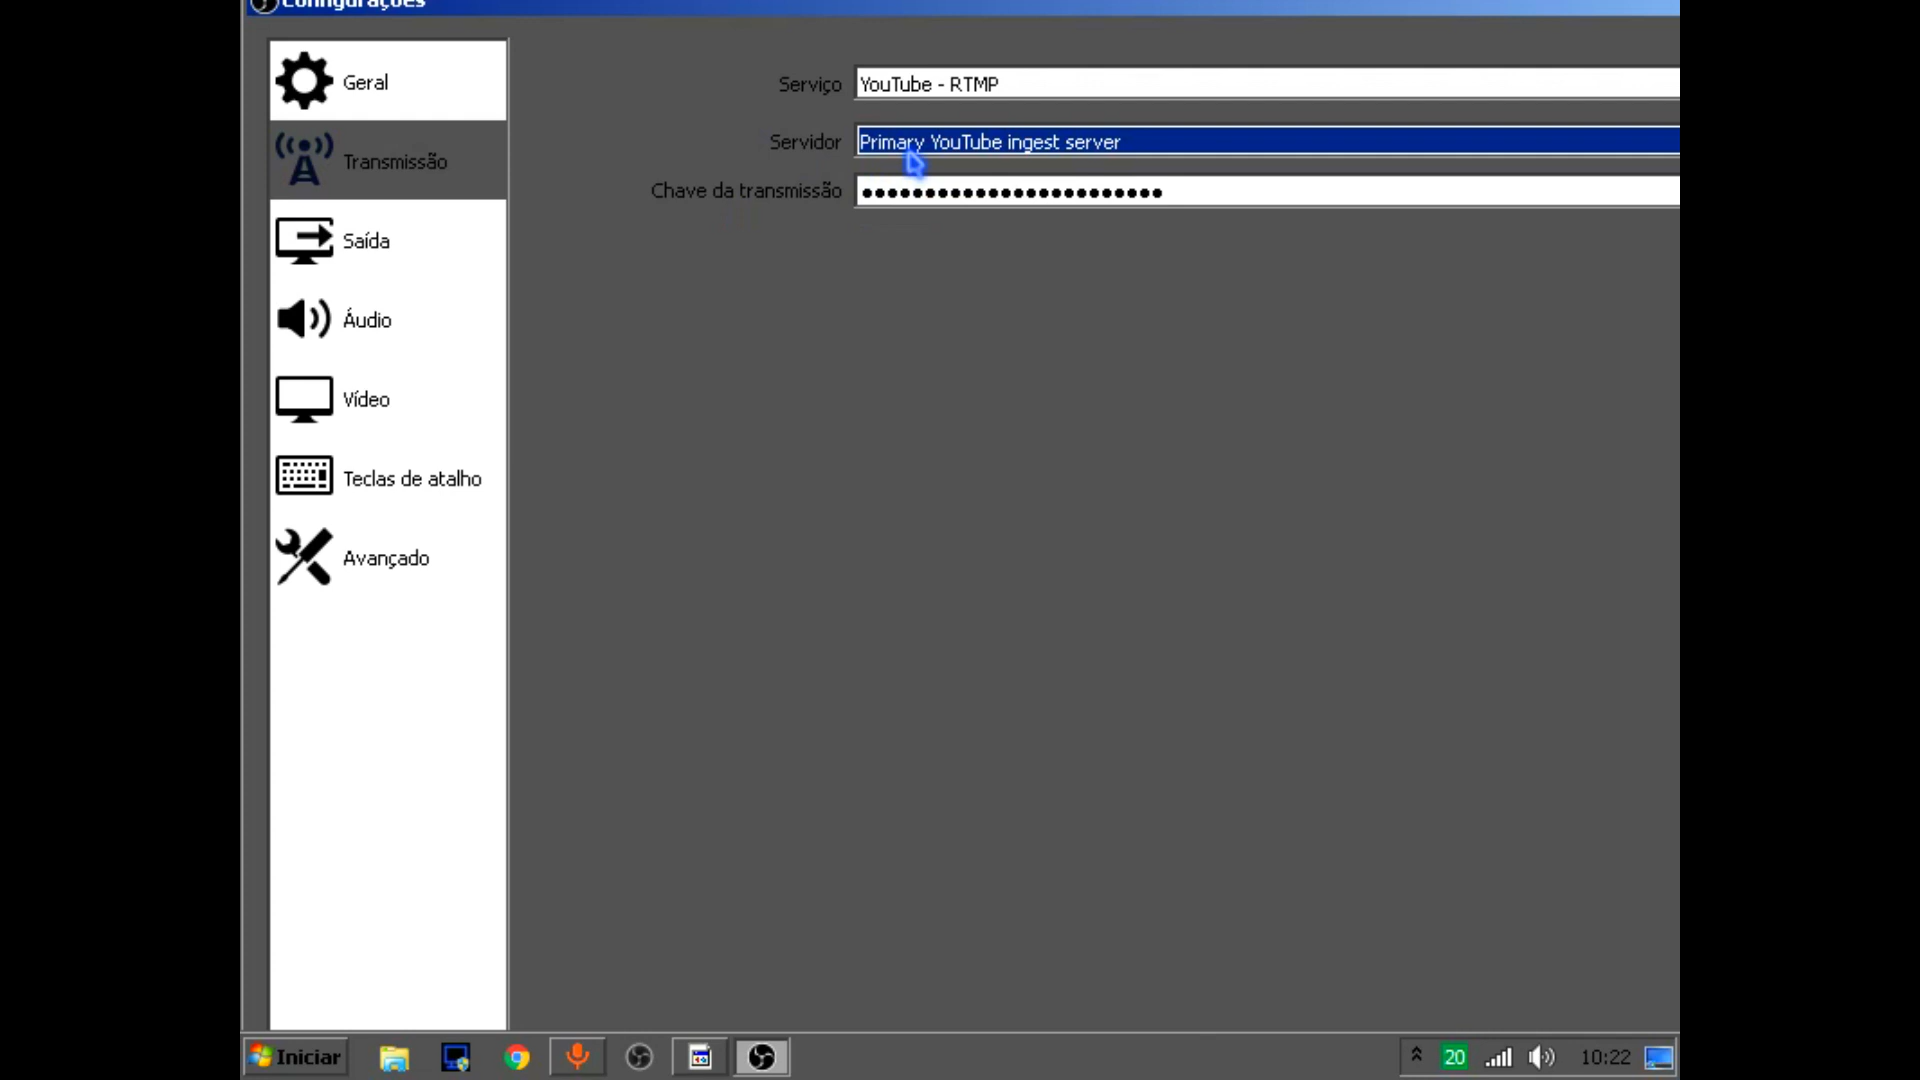 Configurações
Geral
Transmissão
Saída
Áudio
Vídeo
Teclas de atalho
Avançado
Serviço YouTube - RTMP
Servidor Primary YouTube ingest server
Chave da transmissão ●●●●●●●●●●●●●●●●●●●●●●●●
Iniciar
20
10:22